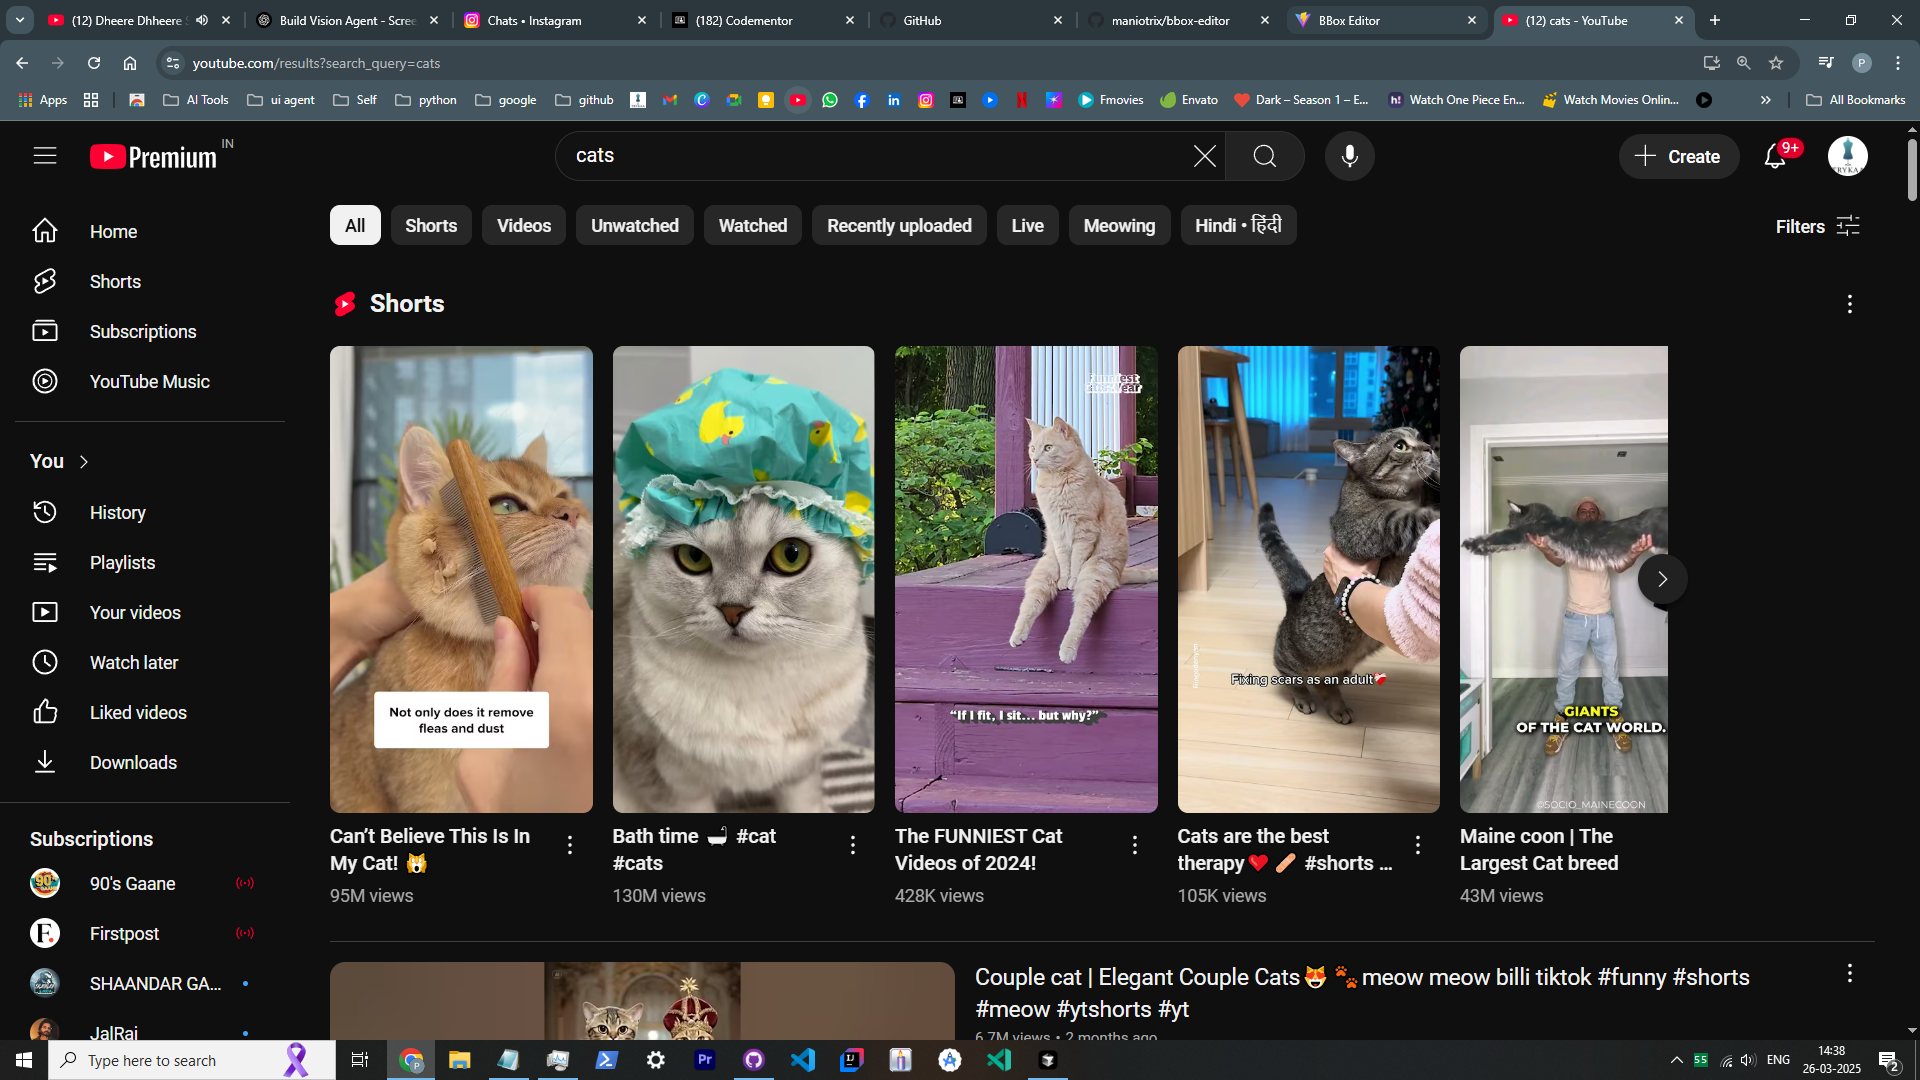 (12) Dheere Dhheere S
Build Vision Agent - Scree
Chats • Instagram
(182) Codementor
GitHub
maniotrix/bbox-editor
BBox Editor
(12) cats - YouTube
youtube.com/results?search_query=cats
P
Apps
AI Tools
ui agent
Self
python
google
github
Fmovies
Envato
Dark – Season 1 – E...
Watch One Piece En...
Watch Movies Onlin...
All Bookmarks
Premium IN
cats
Create
9+
All
Shorts
Videos
Unwatched
Watched
Recently uploaded
Live
Meowing
Hindi • हिंदी
Filters
Home
Shorts
Subscriptions
YouTube Music
You
History
Playlists
Your videos
Watch later
Liked videos
Downloads
Subscriptions
90's Gaane
Firstpost
SHAANDAR GA...
JalRaj
Shorts
Not only does it remove
fleas and dust
"If I fit, I sit... but why?"
Fixing scars as an adult❤️‍🩹
GIANTS
OF THE CAT WORLD.
@SOCIO_MAINECOON
Can't Believe This Is In
My Cat! 🙀
95M views
Bath time 🛁 #cat
#cats
130M views
The FUNNIEST Cat
Videos of 2024!
428K views
Cats are the best
therapy❤️ 🩹 #shorts ...
105K views
Maine coon | The
Largest Cat breed
43M views
Couple cat | Elegant Couple Cats😻 🐾meow meow billi tiktok #funny #shorts
#meow #ytshorts #yt
6.7M views • 2 months ago
Type here to search
55
ENG
14:38
26-03-2025
2